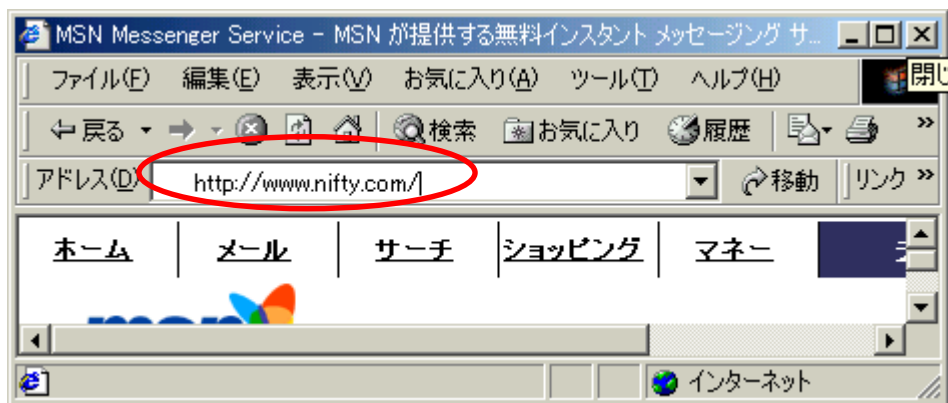 MSN Messenger Service - MSN が提供する無料インスタント メッセージング サ...
ファイル(F) 編集(E) 表示(V) お気に入り(A) ツール(T) ヘルプ(H) 閉じ
戻る 検索 お気に入り 履歴 »
アドレス(D) http://www.nifty.com/ 移動 リンク »
ホーム メール サーチ ショッピング マネー
msn
インターネット